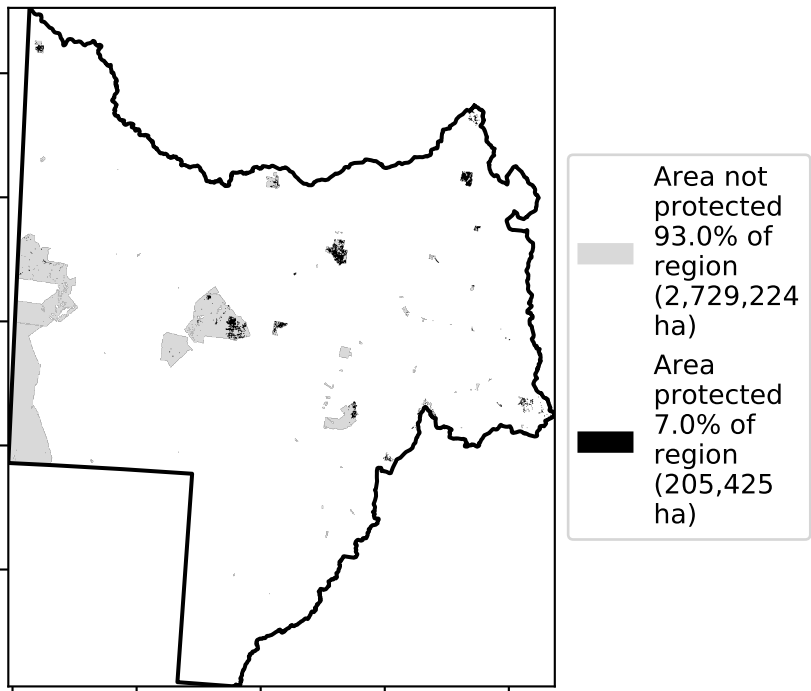 Area not
protected
93.0% of
region
(2,729,224
ha)
Area
protected
7.0% of
region
(205,425
ha)